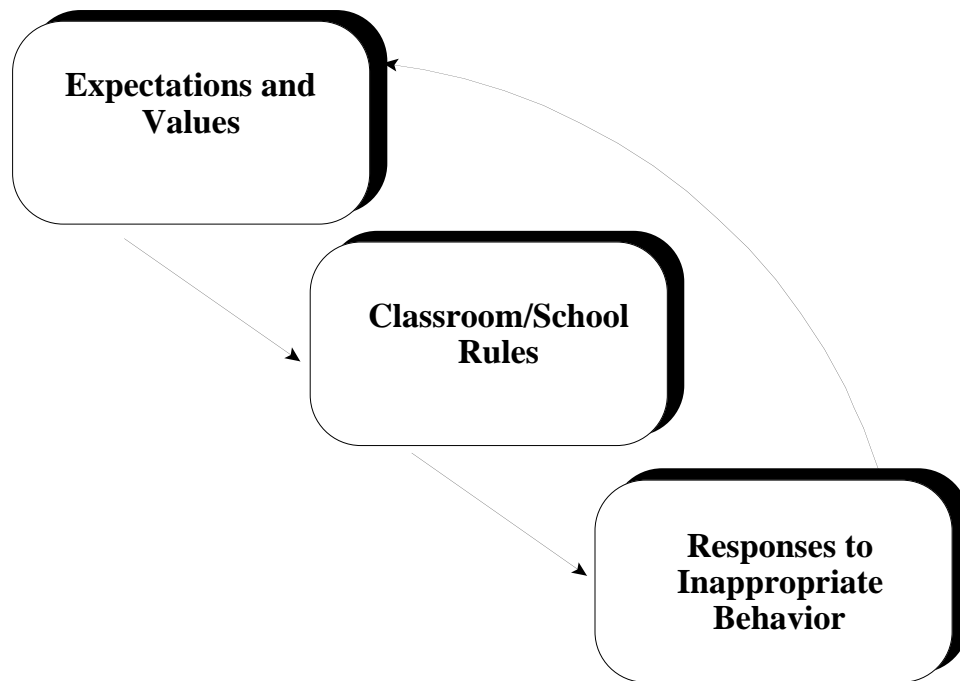 Expectations and
Values
Classroom/School
Rules
Responses to
Inappropriate
Behavior